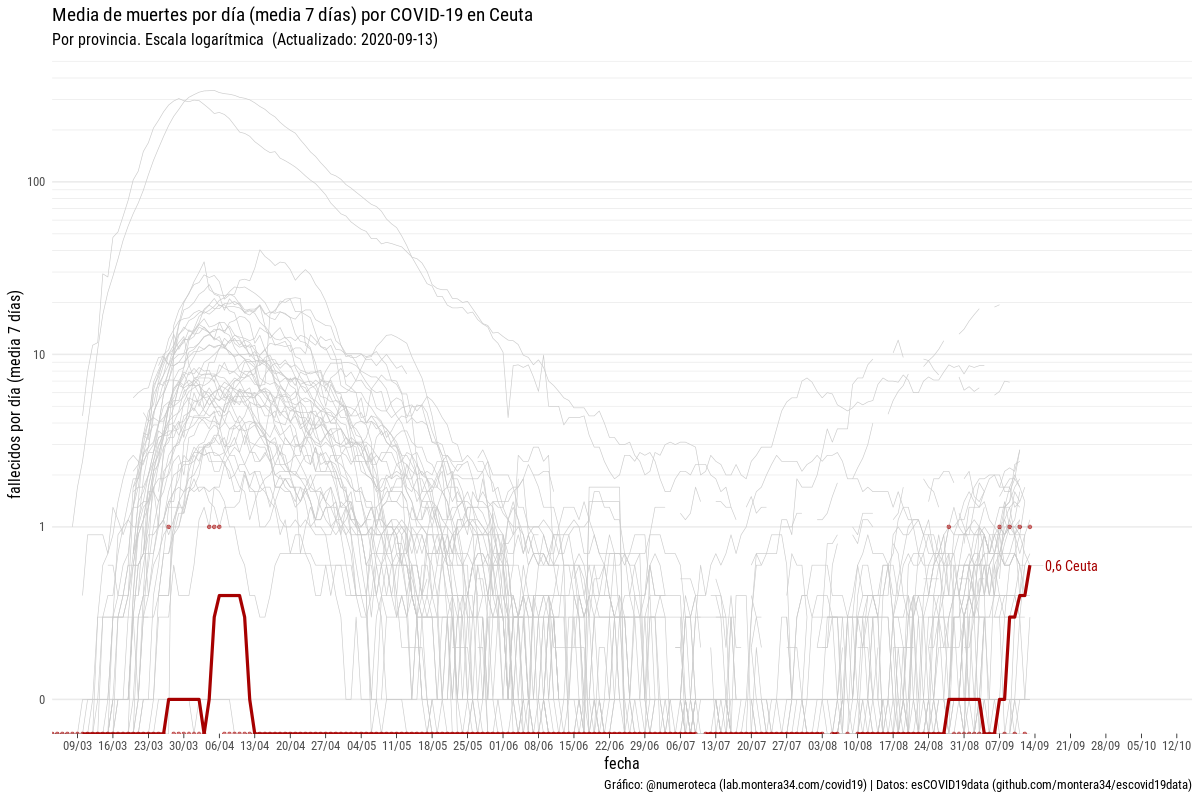 Media de muertes por día (media 7 días) por COVID-19 en Ceuta
Por provincia. Escala logarítmica (Actualizado: 2020-09-13)
fallecidos por día (media 7 días)
100
10
1
0
0,6 Ceuta
09/03 16/03 23/03 30/03 06/04 13/04 20/04 27/04 04/05 11/05 18/05 25/05 01/06 08/06 15/06 22/06 29/06 06/07 13/07 20/07 27/07 03/08 10/08 17/08 24/08 31/08 07/09 14/09 21/09 28/09 05/10 12/10
fecha
Gráfico: @numeroteca (lab.montera34.com/covid19) | Datos: esCOVID19data (github.com/montera34/escovid19data)